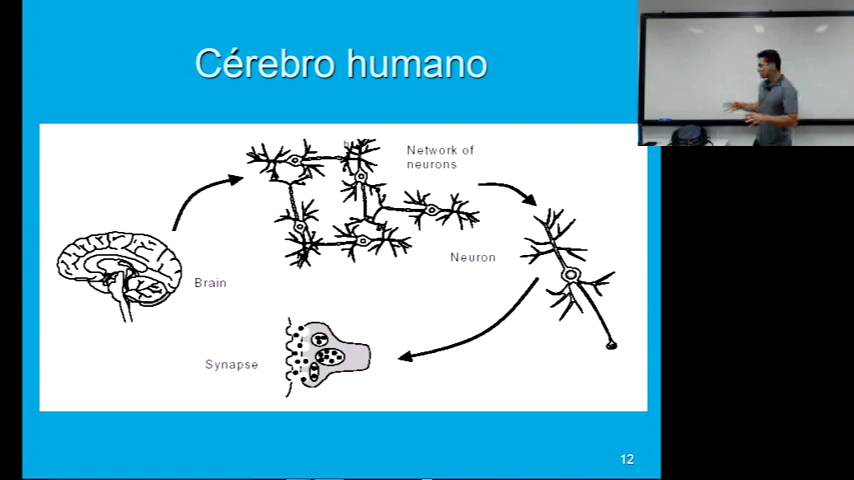 Cérebro humano
Network of
neurons
Neuron
Brain
Synapse
12